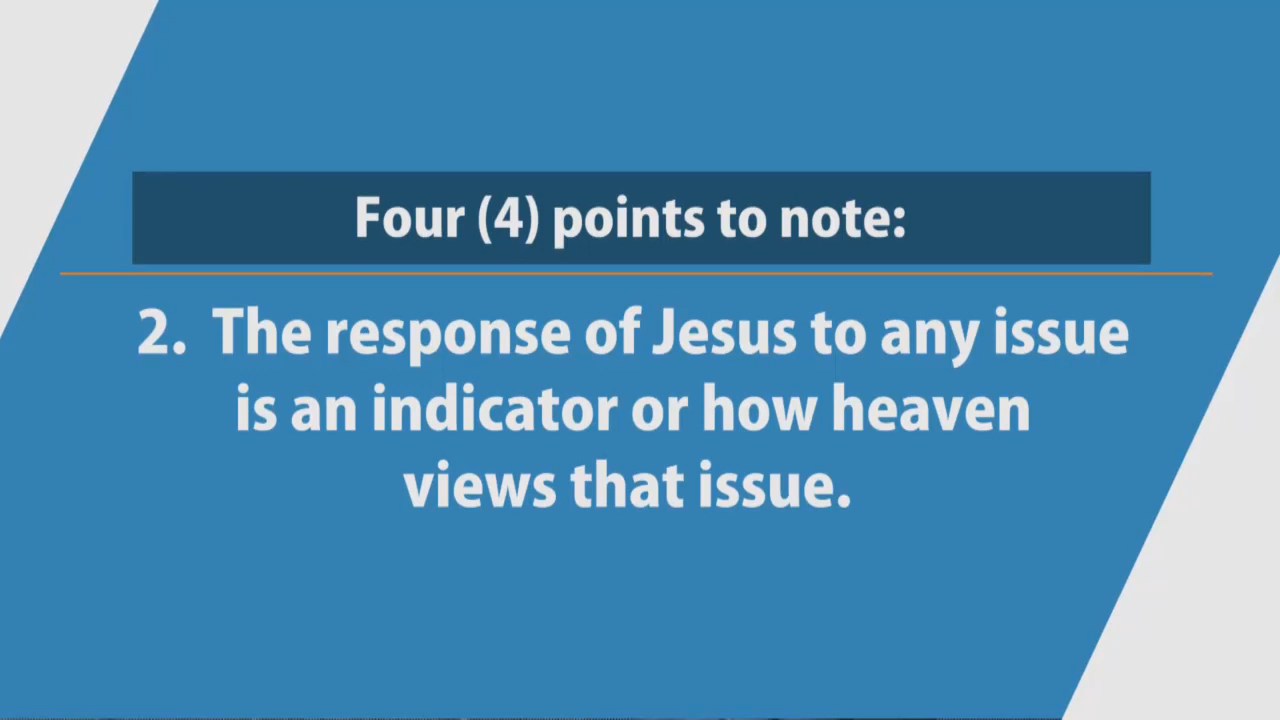 Four (4) points to note:
2. The response of Jesus to any issue
is an indicator or how heaven
views that issue.